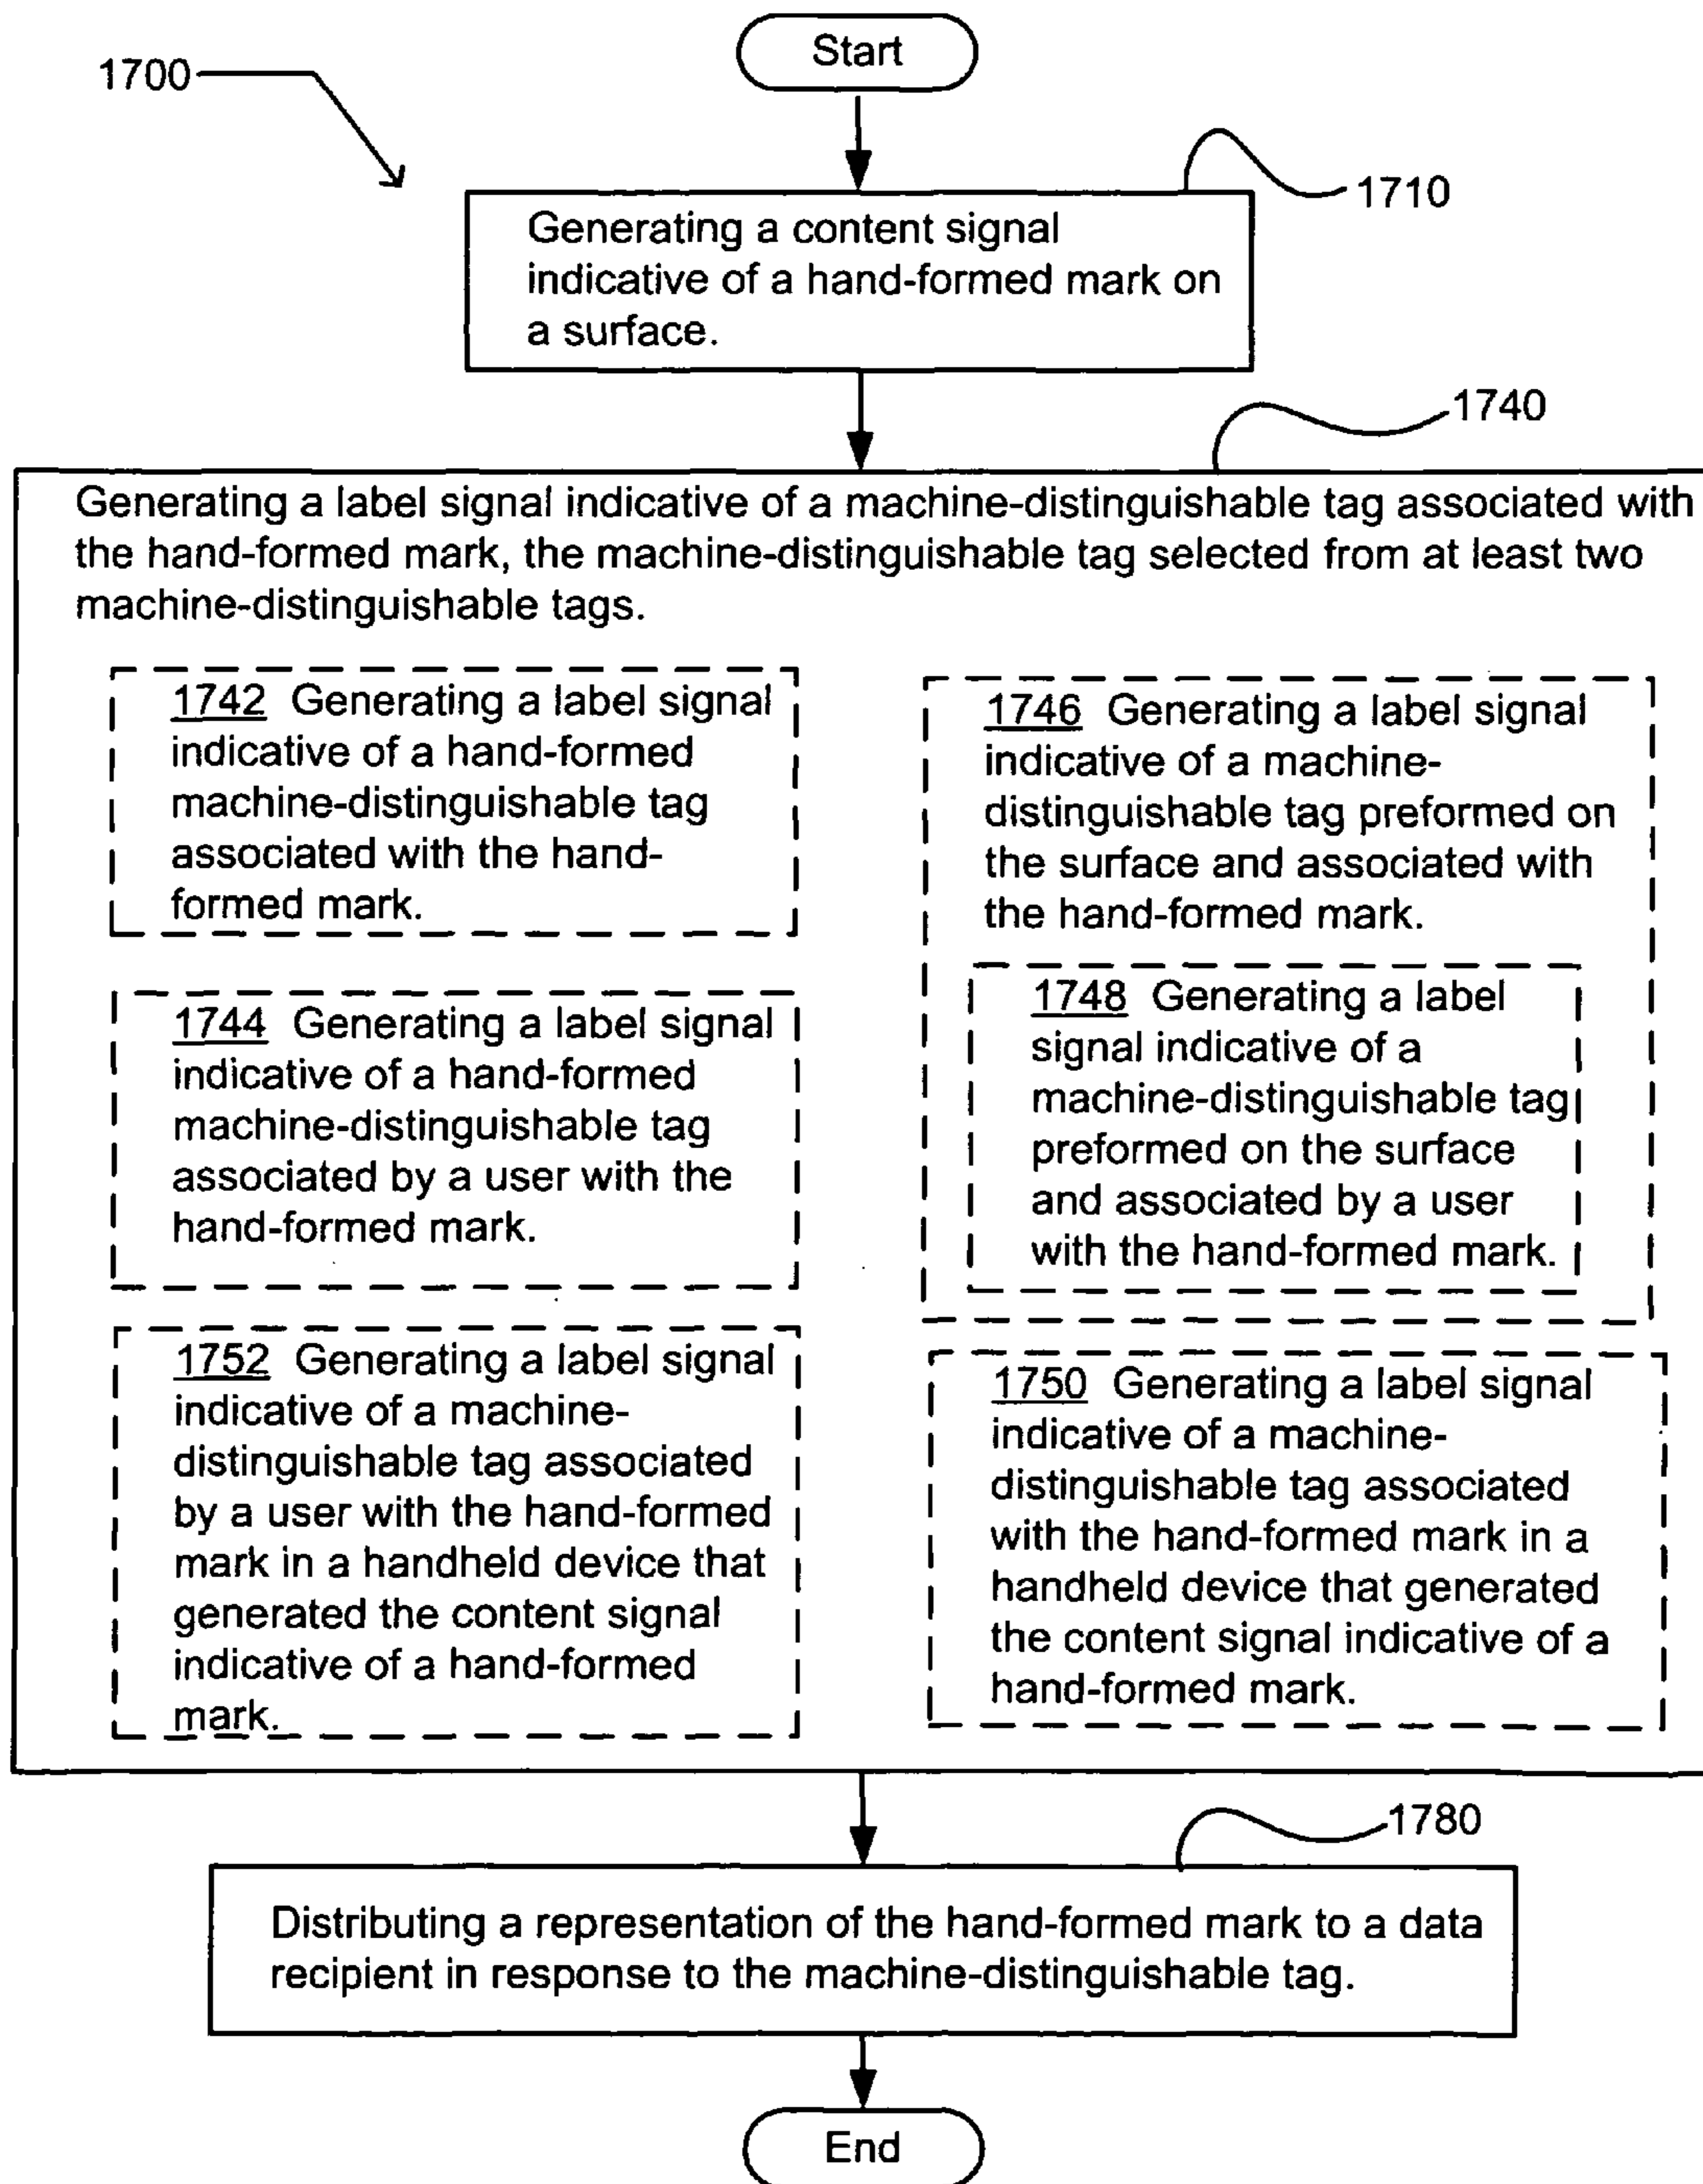 Start
1700
1710
Generating a content signal
indicative of a hand-formed mark on
a surface.
1740
Generating a label signal indicative of a machine-distinguishable tag associated with
the hand-formed mark, the machine-distinguishable tag selected from at least two
machine-distinguishable tags.
1742 Generating a label signal
indicative of a hand-formed
machine-distinguishable tag
associated with the hand-
formed mark.
1744 Generating a label signal
indicative of a hand-formed
machine-distinguishable tag
associated by a user with the
hand-formed mark.
1752 Generating a label signal
indicative of a machine-
distinguishable tag associated
by a user with the hand-formed
mark in a handheld device that
generated the content signal
indicative of a hand-formed
mark.
1746 Generating a label signal
indicative of a machine-
distinguishable tag preformed on
the surface and associated with
the hand-formed mark.
1748 Generating a label
signal indicative of a
machine-distinguishable tag
preformed on the surface
and associated by a user
with the hand-formed mark.
1750 Generating a label signal
indicative of a machine-
distinguishable tag associated
with the hand-formed mark in a
handheld device that generated
the content signal indicative of a
hand-formed mark.
1780
Distributing a representation of the hand-formed mark to a data
recipient in response to the machine-distinguishable tag.
End